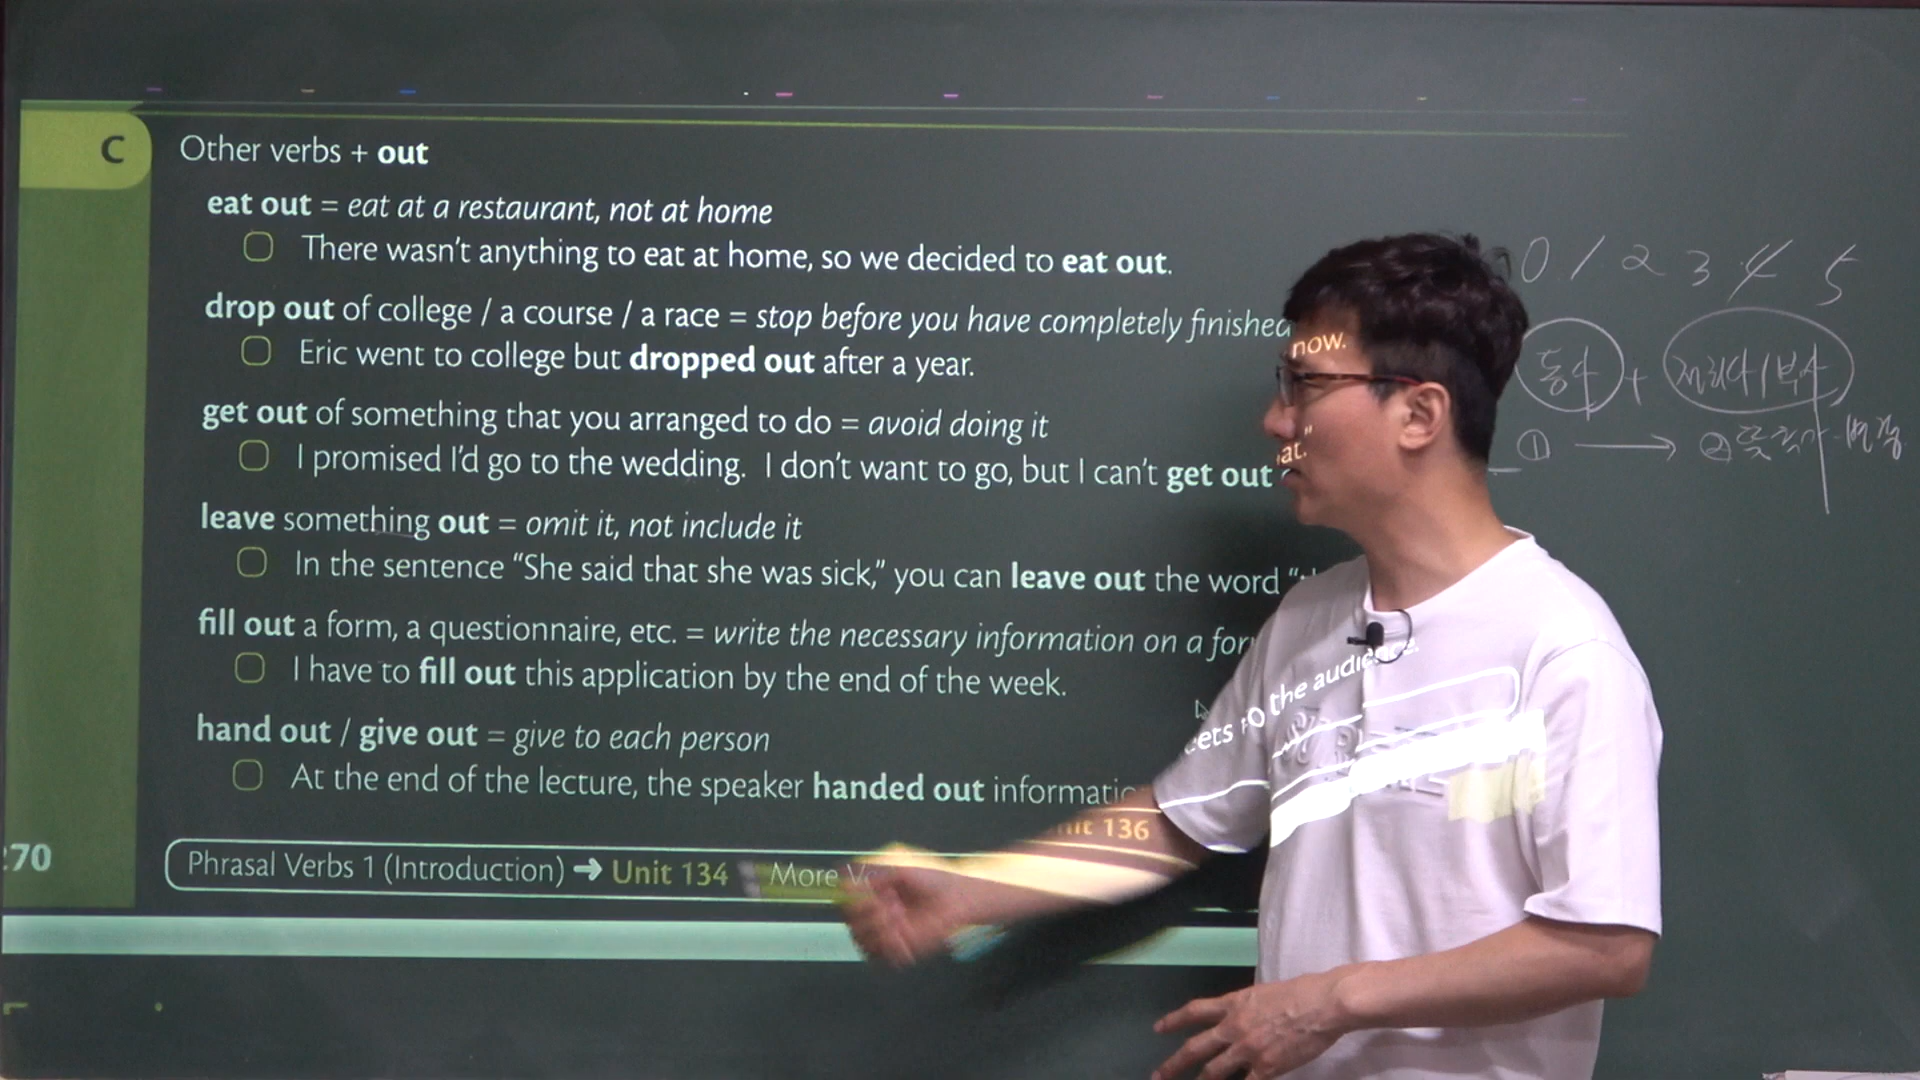 C
Other verbs + out
eat out = eat at a restaurant, not at home
There wasn't anything to eat at home, so we decided to eat out.
drop out of college / a course / a race = stop before you have completely finished
Eric went to college but dropped out after a year.
now.
get out of something that you arranged to do = avoid doing it
I promised I'd go to the wedding. I don't want to go, but I can't get out
at."
leave something out = omit it, not include it
In the sentence "She said that she was sick," you can leave out the word
fill out a form, a questionnaire, etc. = write the necessary information on a
I have to fill out this application by the end of the week.
to the audience.
hand out / give out = give to each person
At the end of the lecture, the speaker handed out
70
Phrasal Verbs 1 (Introduction) → Unit 134 More
136
0 1 2 3 4 5
동사 + 전치사/부사
① → ②